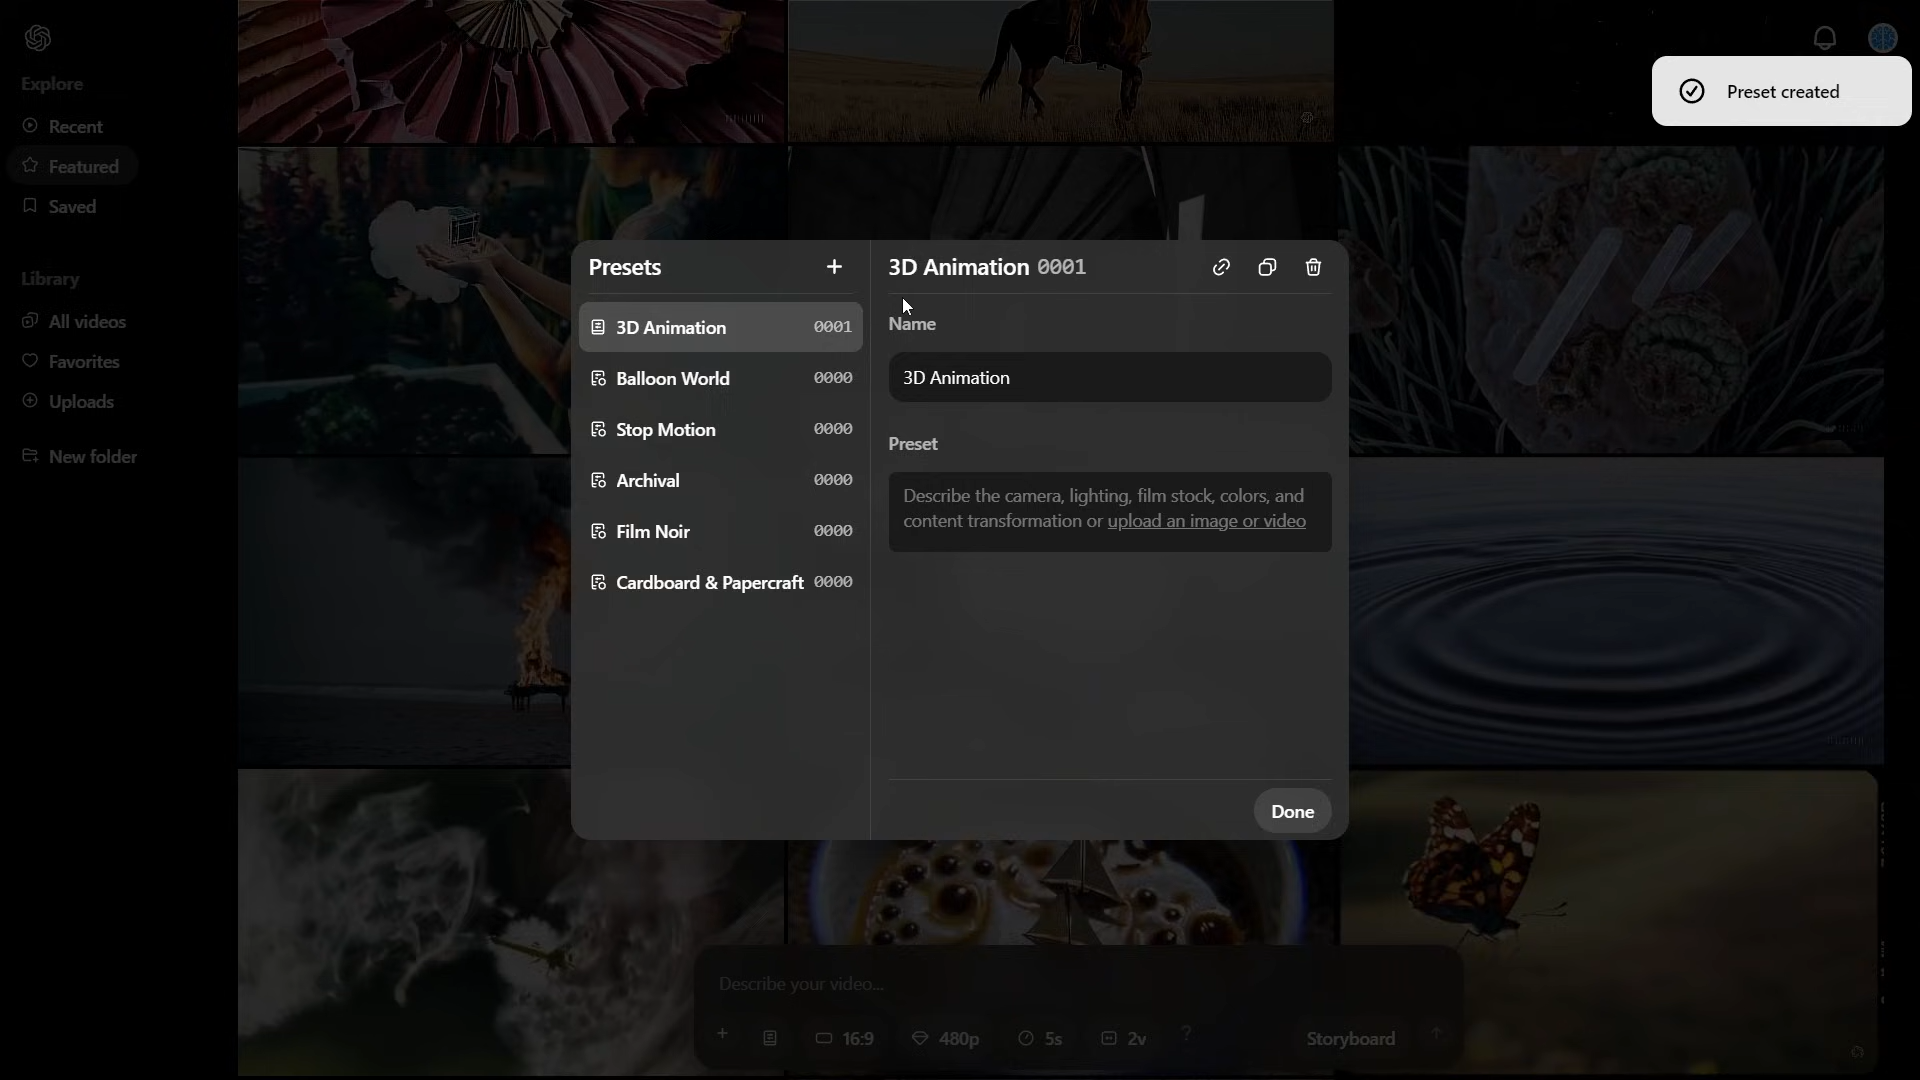 Explore
Recent
Featured
Saved
Library
All videos
Favorites
Uploads
New folder
Preset created
Presets
3D Animation 0001
Balloon World 0000
Stop Motion 0000
Archival 0000
Film Noir 0000
Cardboard & Papercraft 0000
3D Animation 0001
Name
3D Animation
Preset
Describe the camera, lighting, film stock, colors, and
content transformation or upload an image or video
Done
Describe your video...
16:9 480p 5s 2v ? Storyboard